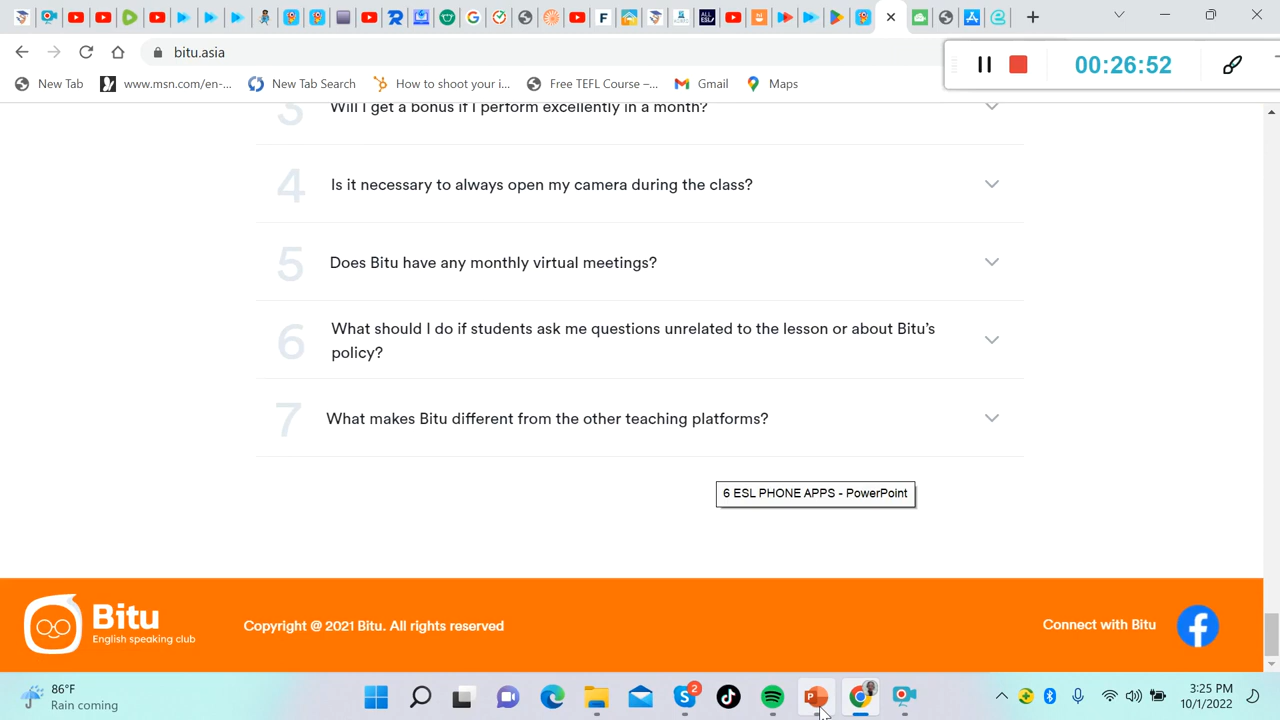 bitu.asia
00:26:52
New Tab
www.msn.com/en-...
New Tab Search
How to shoot your i...
Free TEFL Course –...
Gmail
Maps
3 Will I get a bonus if I perform excellently in a month?
4 Is it necessary to always open my camera during the class?
5 Does Bitu have any monthly virtual meetings?
6 What should I do if students ask me questions unrelated to the lesson or about Bitu’s
policy?
7 What makes Bitu different from the other teaching platforms?
6 ESL PHONE APPS - PowerPoint
Bitu
English speaking club
Copyright @ 2021 Bitu. All rights reserved
Connect with Bitu
86°F
Rain coming
2
3:25 PM
10/1/2022